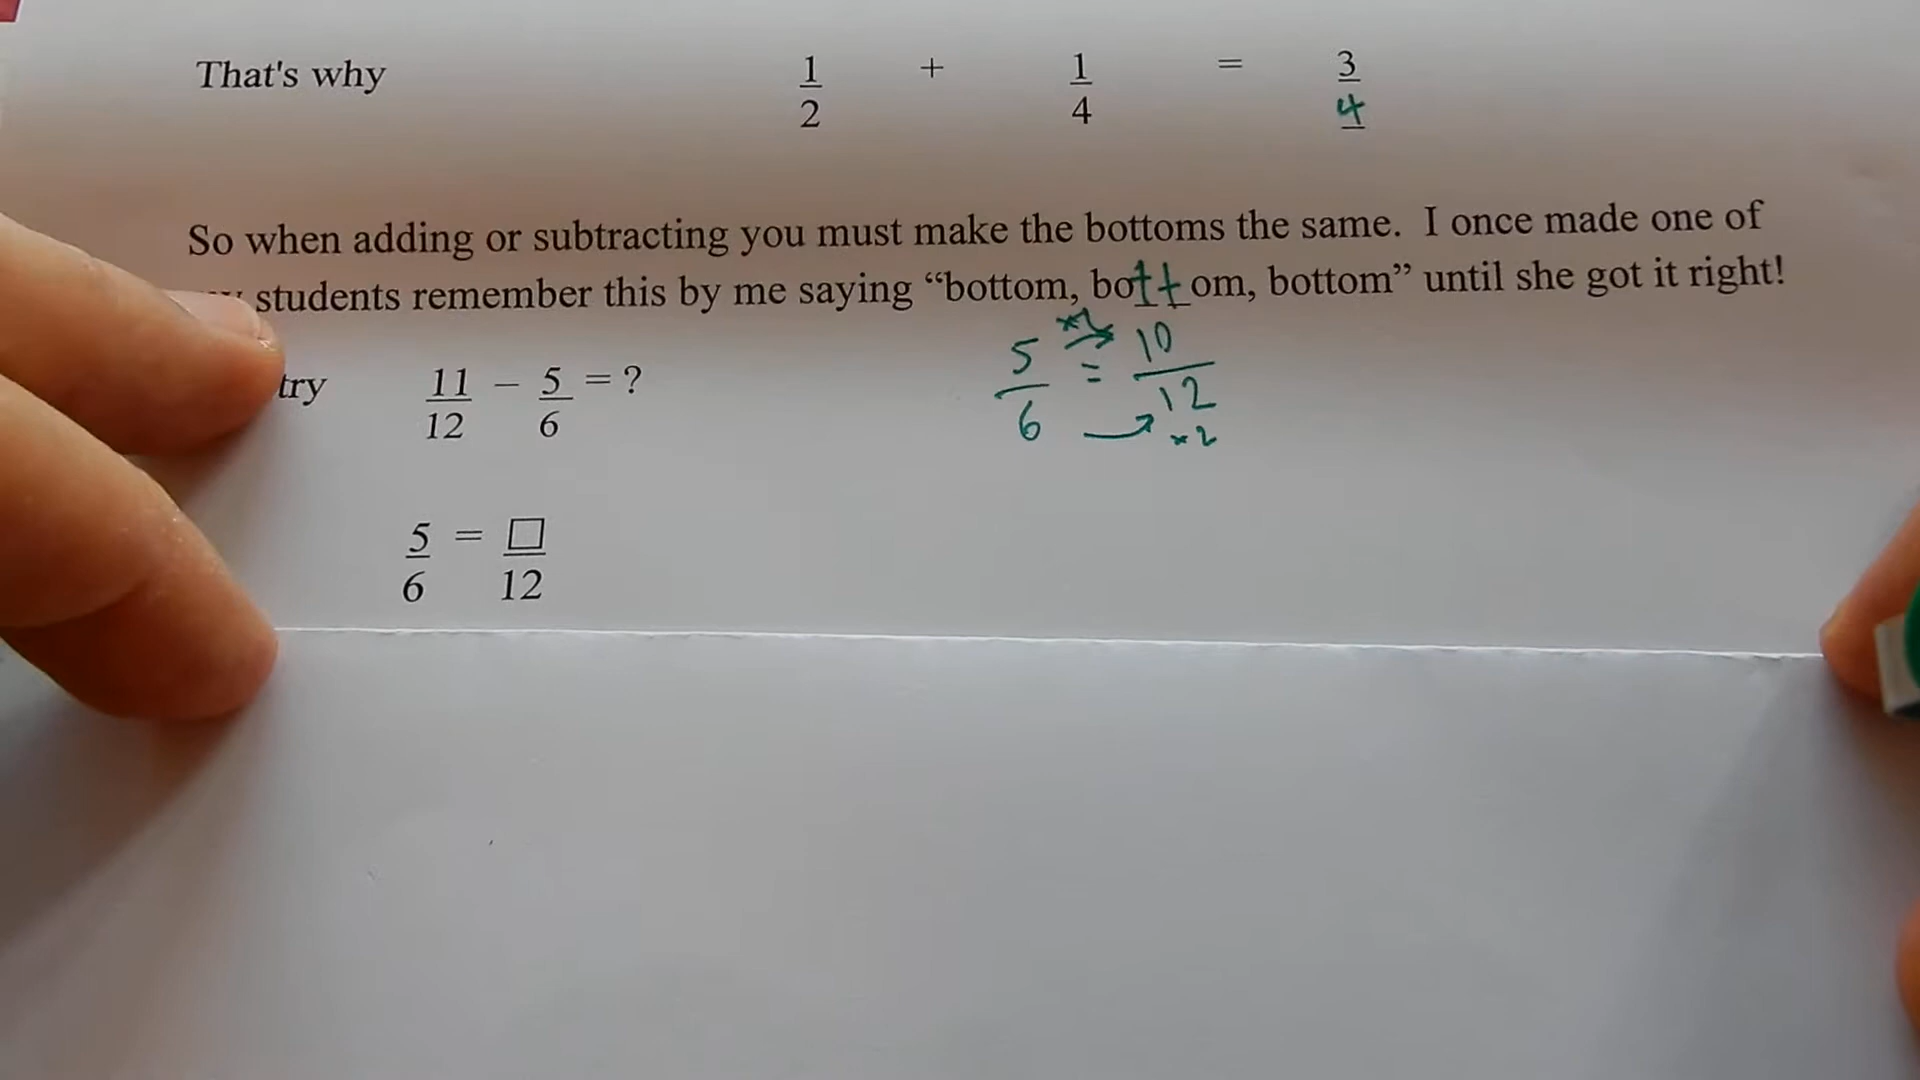 That's why 1/2 + 1/4 = 3/4
So when adding or subtracting you must make the bottoms the same. I once made one of
students remember this by me saying “bottom, bottom, bottom” until she got it right!
×2
5/6 = 10/12
×2
try 11/12 – 5/6 = ?
5/6 = □/12